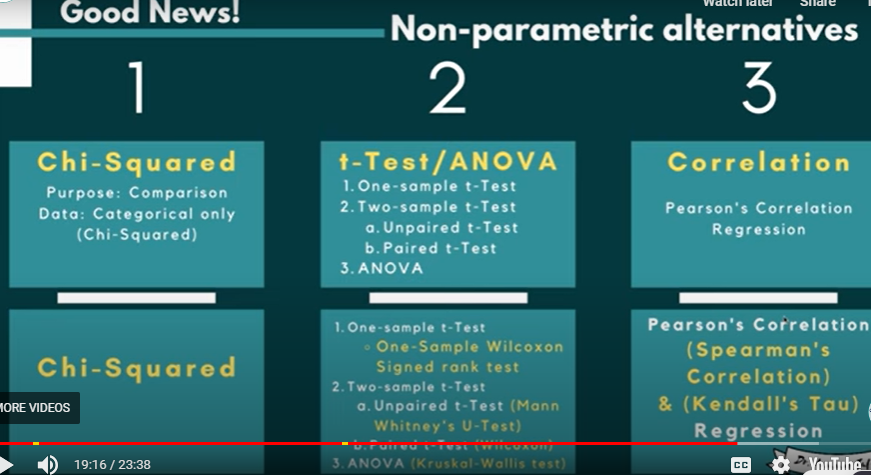 Watch later
Share
Good News!
Non-parametric alternatives
1
2
3
Chi-Squared
Purpose: Comparison
Data: Categorical only
(Chi-Squared)
t-Test/ANOVA
1. One-sample t-Test
2. Two-sample t-Test
a. Unpaired t-Test
b. Paired t-Test
3. ANOVA
Correlation
Pearson's Correlation
Regression
Chi-Squared
1. One-sample t-Test
One-Sample Wilcoxon
Signed rank test
2. Two-sample t-Test
a. Unpaired t-Test (Mann
Whitney's U-Test)
b. Paired t-Test (Wilcoxon)
3. ANOVA (Kruskal-Wallis test)
Pearson's Correlation
(Spearman's
Correlation)
& (Kendall's Tau)
Regression
MORE VIDEOS
19:16 / 23:38
CC
YouTube